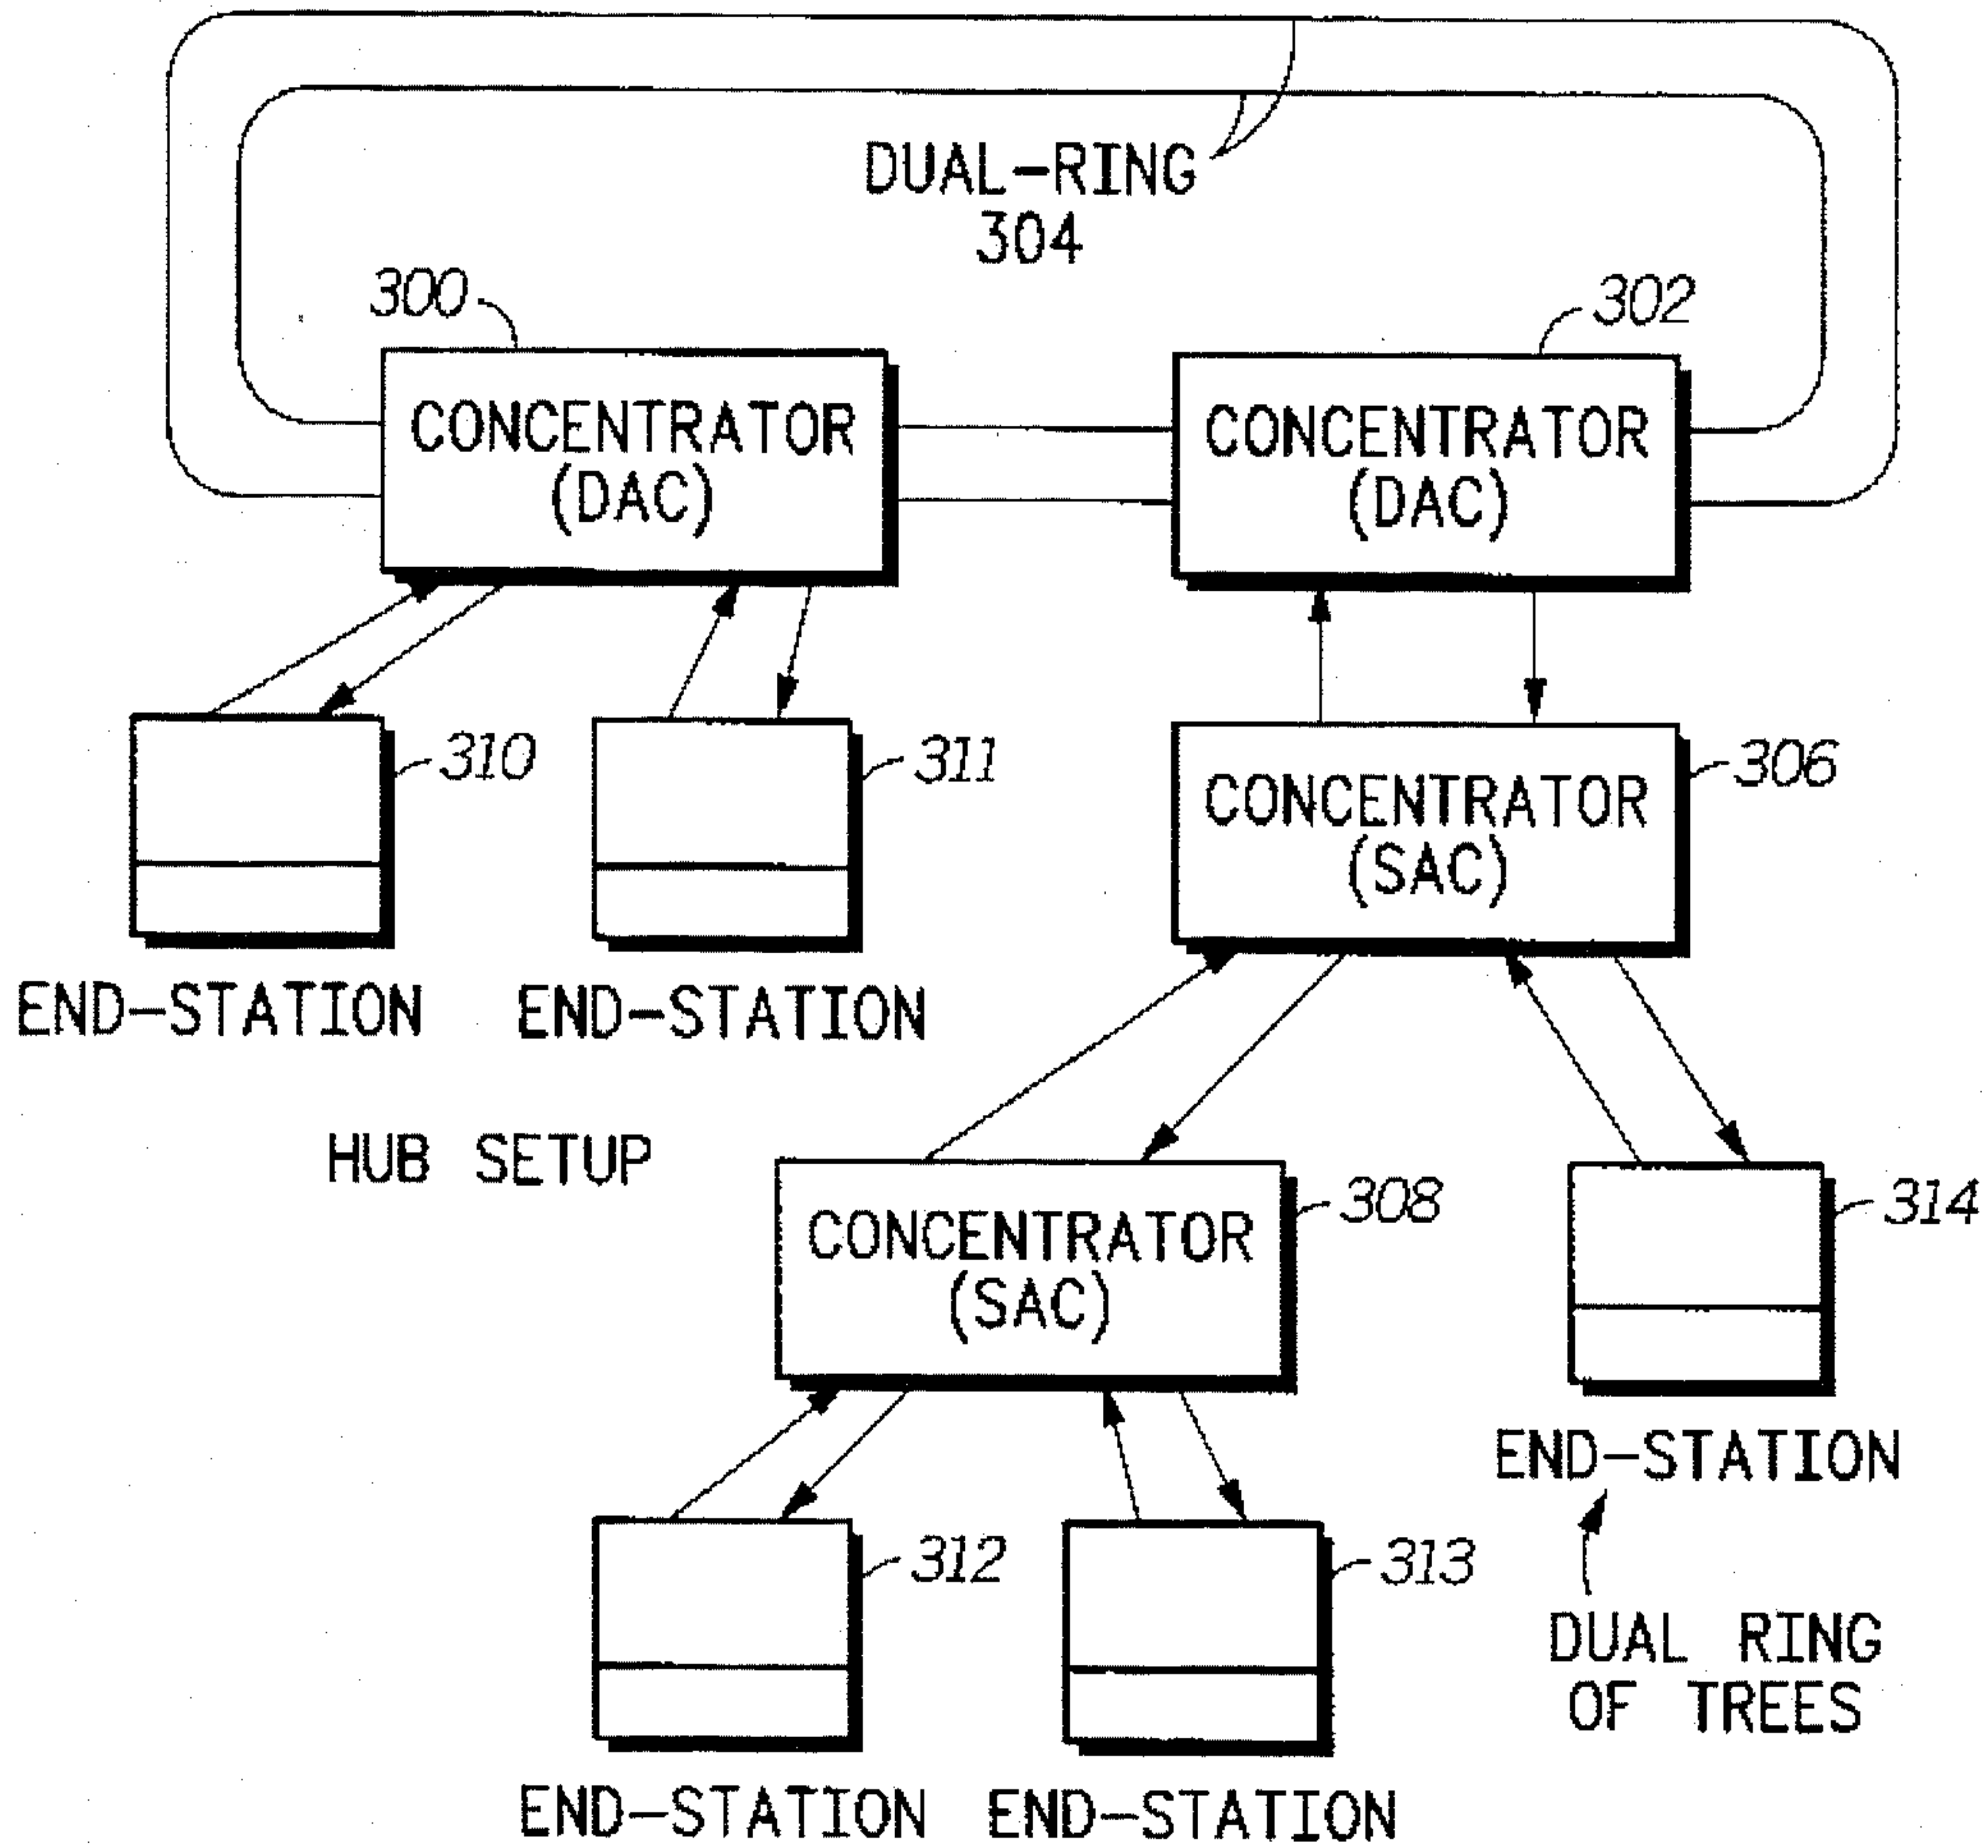 DUAL-RING
304
300
302
CONCENTRATOR
(DAC)
CONCENTRATOR
(DAC)
310
311
306
CONCENTRATOR
(SAC)
END-STATION
END-STATION
HUB SETUP
308
314
CONCENTRATOR
(SAC)
END-STATION
312
313
DUAL RING
OF TREES
END-STATION
END-STATION